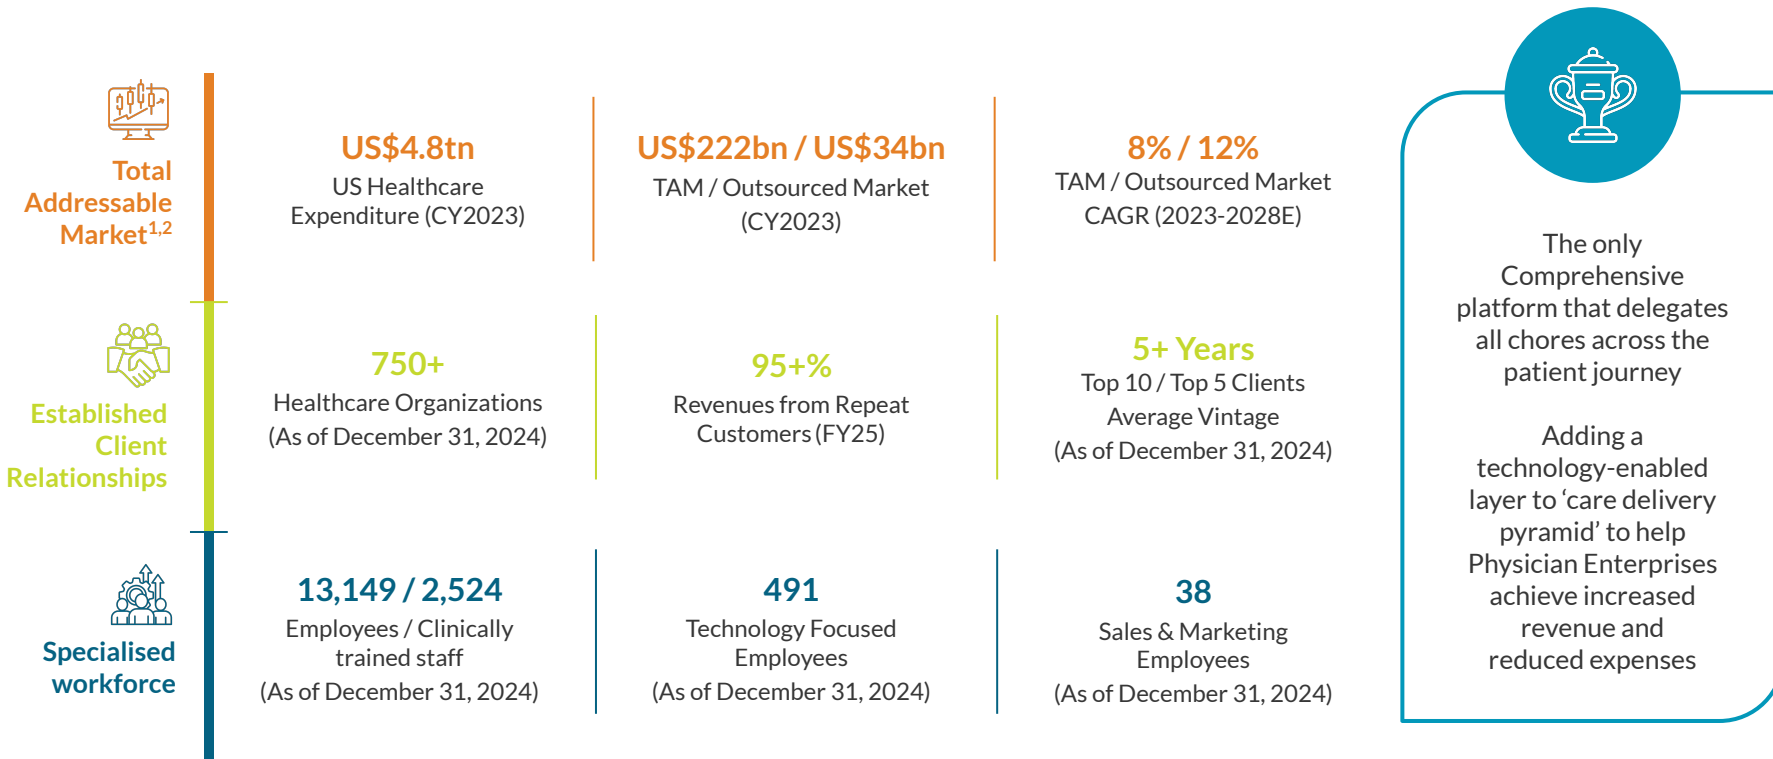 Total
Addressable
Market1,2
US$4.8tn
US Healthcare
Expenditure (CY2023)
US$222bn / US$34bn
TAM / Outsourced Market
(CY2023)
8% / 12%
TAM / Outsourced Market
CAGR (2023-2028E)
Established
Client
Relationships
750+
Healthcare Organizations
(As of December 31, 2024)
95+%
Revenues from Repeat
Customers (FY25)
5+ Years
Top 10 / Top 5 Clients
Average Vintage
(As of December 31, 2024)
Specialised
workforce
13,149 / 2,524
Employees / Clinically
trained staff
(As of December 31, 2024)
491
Technology Focused
Employees
(As of December 31, 2024)
38
Sales & Marketing
Employees
(As of December 31, 2024)
The only
Comprehensive
platform that delegates
all chores across the
patient journey
Adding a
technology-enabled
layer to ‘care delivery
pyramid’ to help
Physician Enterprises
achieve increased
revenue and
reduced expenses